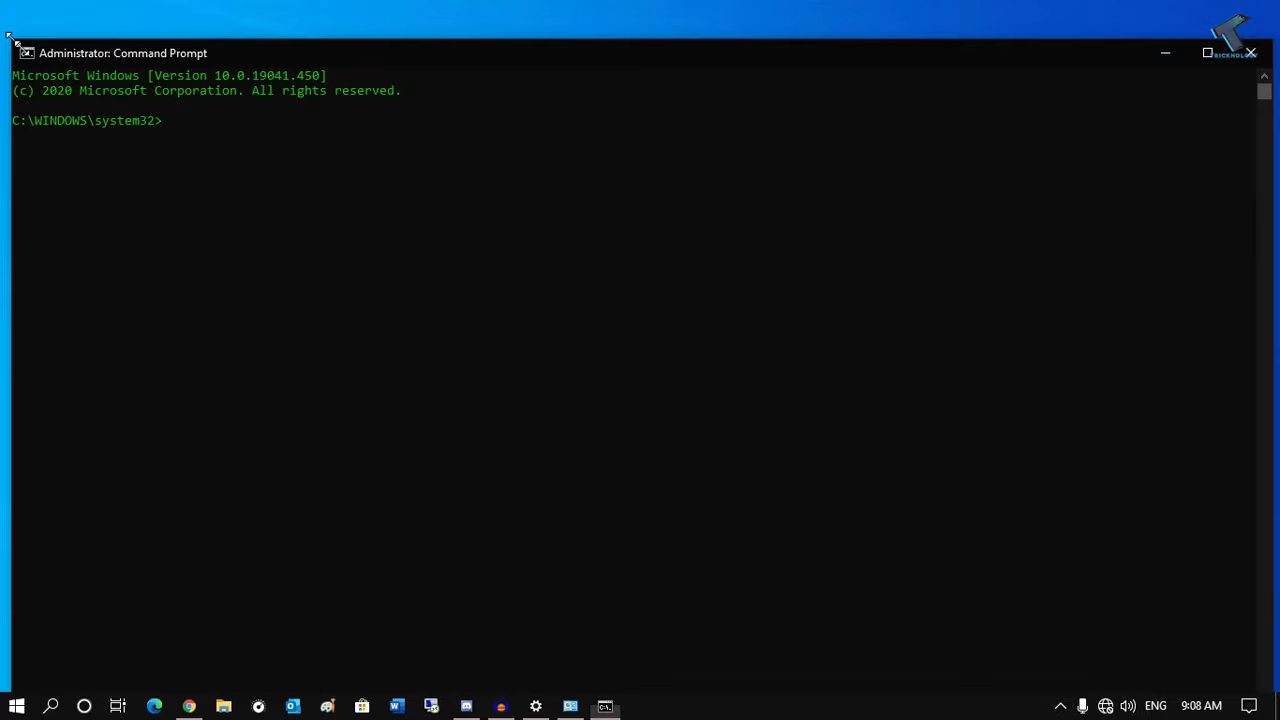 Administrator: Command Prompt
RICKNOLOGY
Microsoft Windows [Version 10.0.19041.450]
(c) 2020 Microsoft Corporation. All rights reserved.
C:\WINDOWS\system32>
ENG
9:08 AM